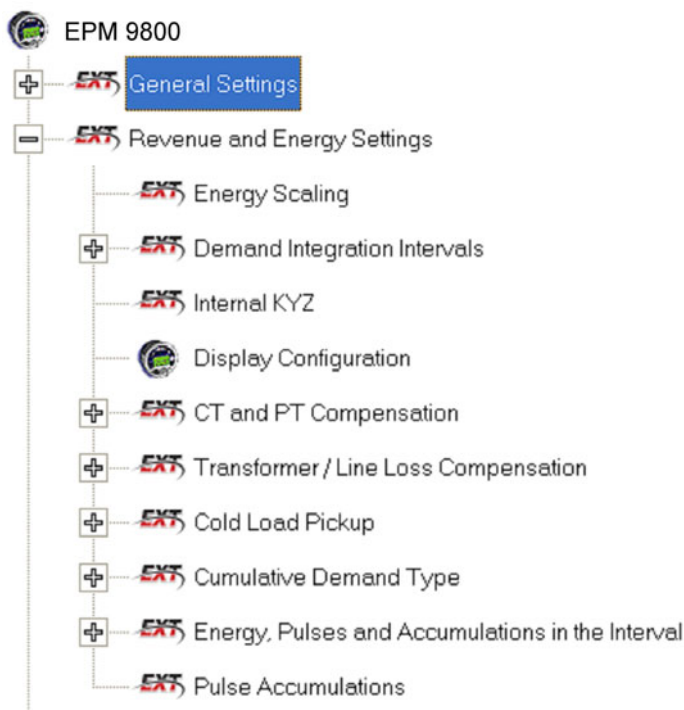 EPM 9800
EXT General Settings
EXT Revenue and Energy Settings
EXT Energy Scaling
EXT Demand Integration Intervals
EXT Internal KYZ
Display Configuration
EXT CT and PT Compensation
EXT Transformer / Line Loss Compensation
EXT Cold Load Pickup
EXT Cumulative Demand Type
EXT Energy, Pulses and Accumulations in the Interval
EXT Pulse Accumulations